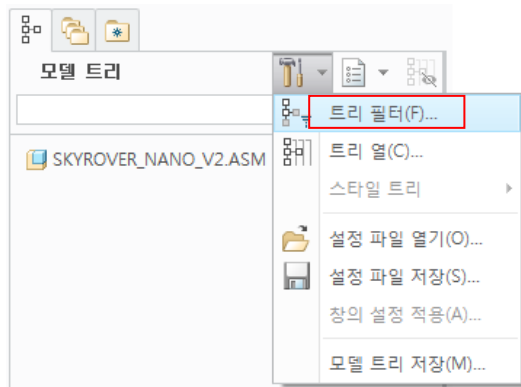 모델 트리
트리 필터(F)...
트리 열(C)...
SKYROVER_NANO_V2.ASM
스타일 트리
설정 파일 열기(O)...
설정 파일 저장(S)...
창의 설정 적용(A)...
모델 트리 저장(M)...